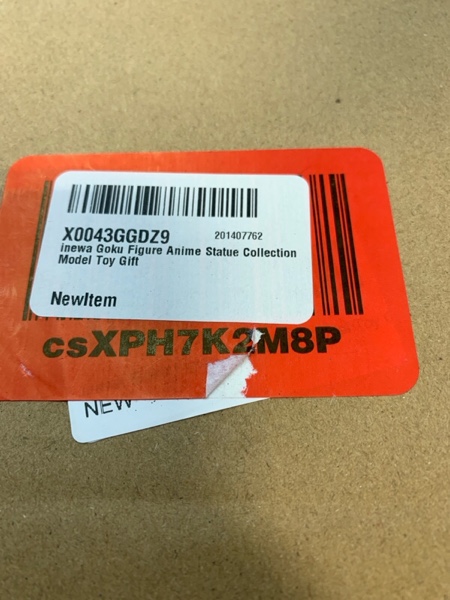 X0043GGDZ9
201407762
inewa Goku Figure Anime Statue Collection
Model Toy Gift
NewItem
csXPH7K2M8P
NEW